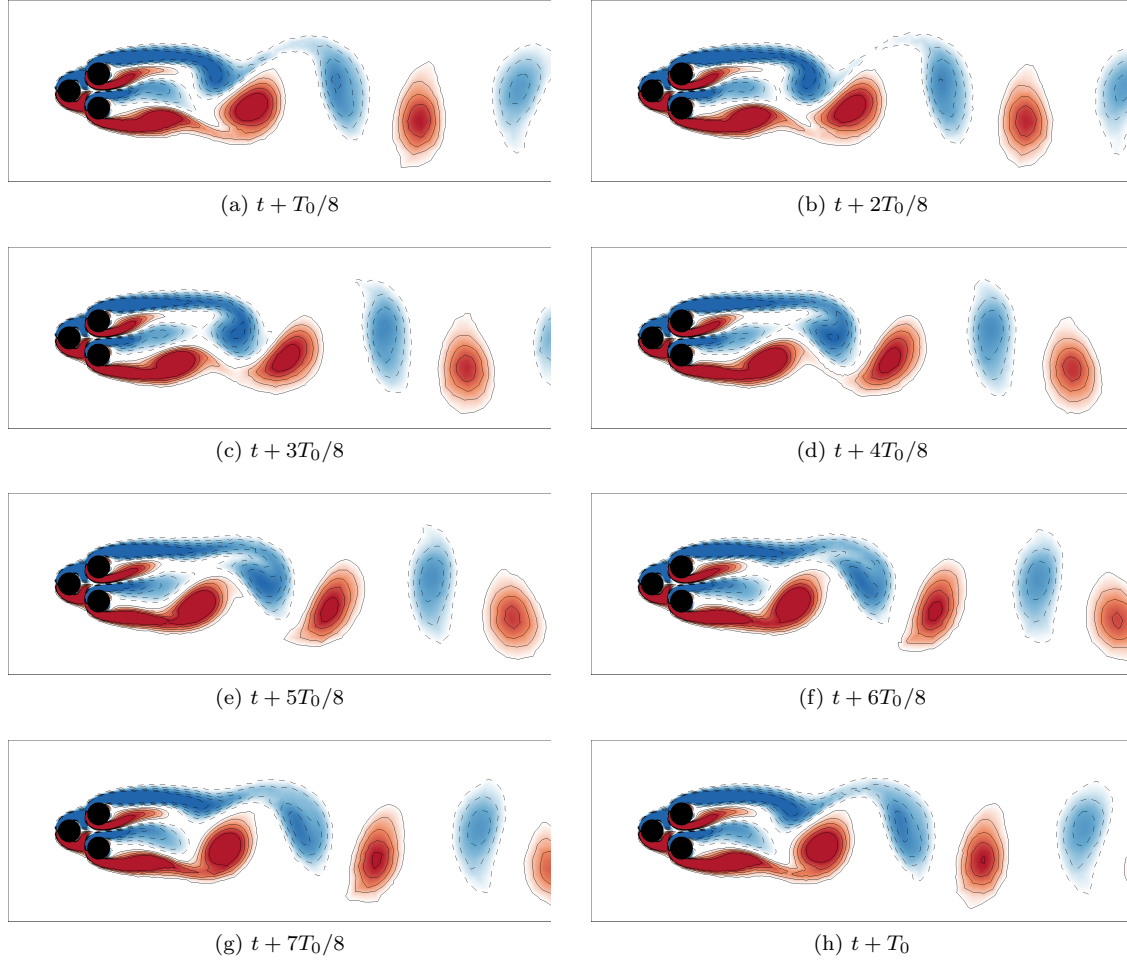 (a) t + T₀/8
(b) t + 2T₀/8
(c) t + 3T₀/8
(d) t + 4T₀/8
(e) t + 5T₀/8
(f) t + 6T₀/8
(g) t + 7T₀/8
(h) t + T₀